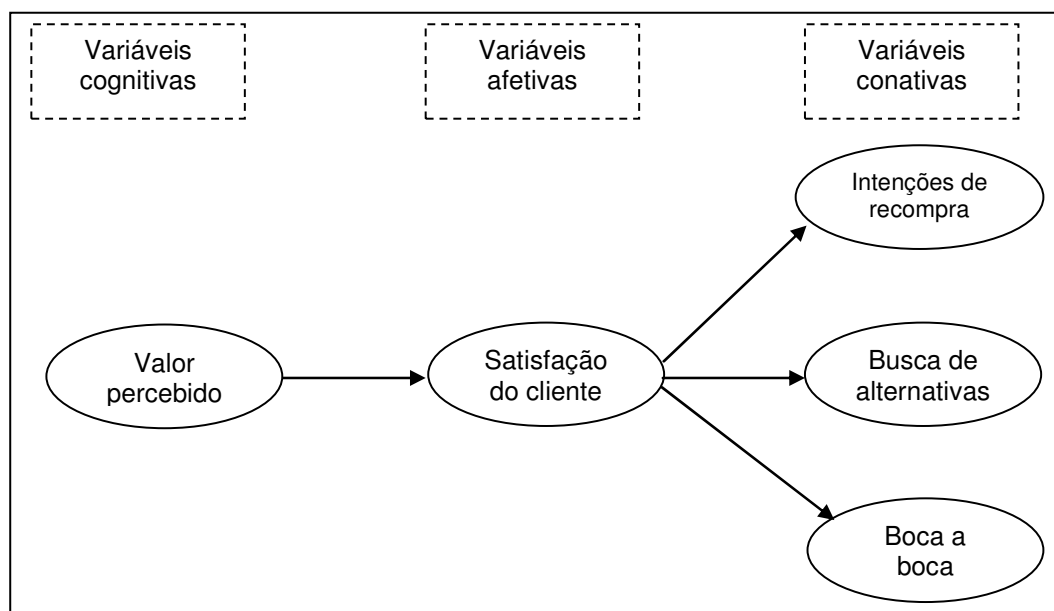 Variáveis
cognitivas
Variáveis
afetivas
Variáveis
conativas
Intenções de
recompra
Valor
percebido
Satisfação
do cliente
Busca de
alternativas
Boca a
boca